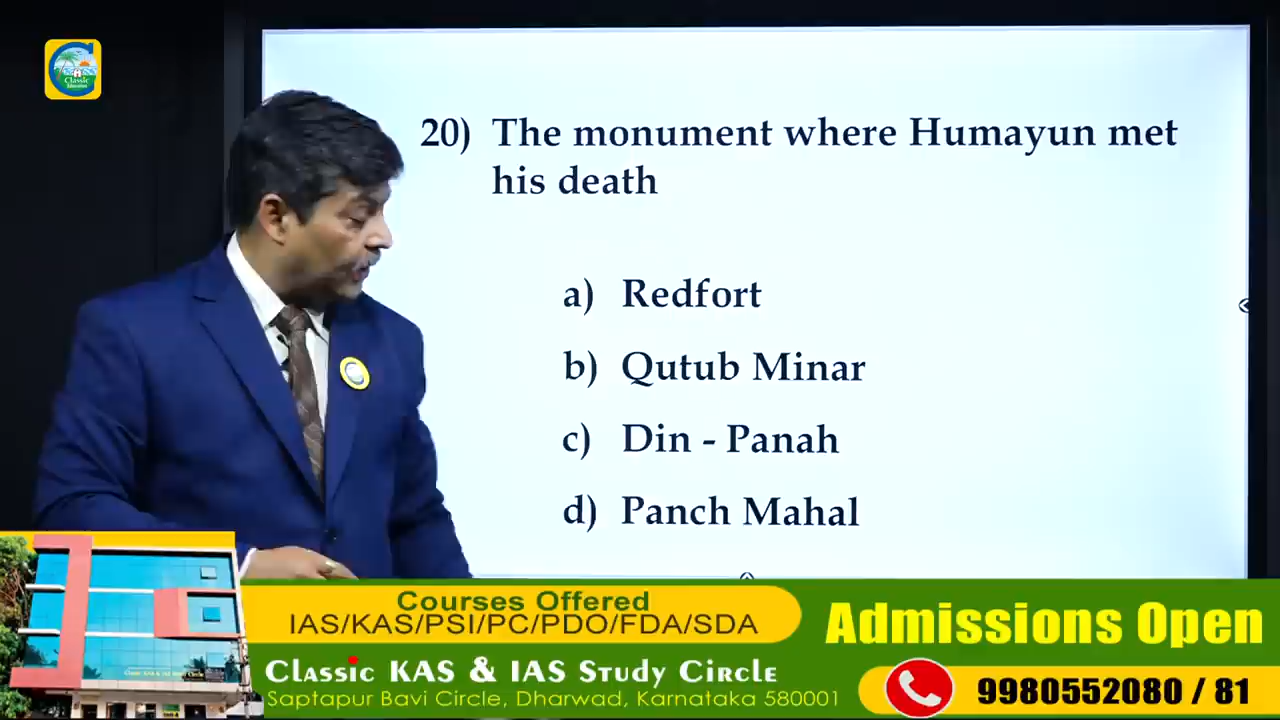 Classic
Education
20) The monument where Humayun met
his death
a) Redfort
b) Qutub Minar
c) Din - Panah
d) Panch Mahal
Courses Offered
IAS/KAS/PSI/PC/PDO/FDA/SDA
Classic KAS & IAS Study Circle
Saptapur Bavi Circle, Dharwad, Karnataka 580001
Admissions Open
9980552080 / 81